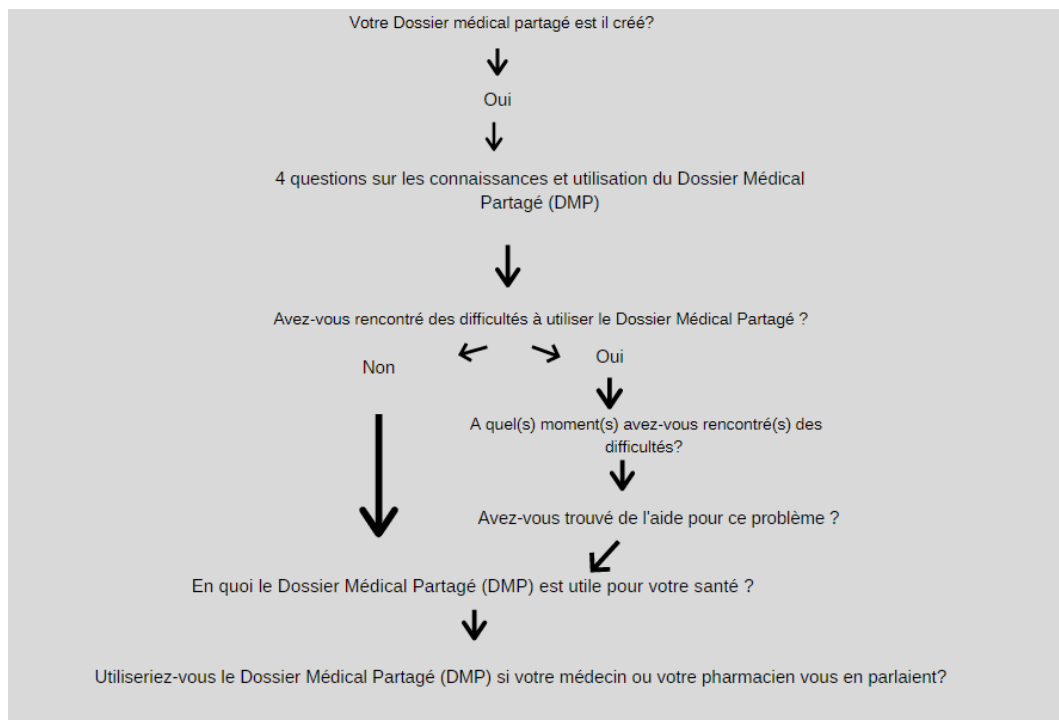 Votre Dossier médical partagé est il créé?
Oui
4 questions sur les connaissances et utilisation du Dossier Médical
Partagé (DMP)
Avez-vous rencontré des difficultés à utiliser le Dossier Médical Partagé ?
Non
Oui
A quel(s) moment(s) avez-vous rencontré(s) des
difficultés?
Avez-vous trouvé de l'aide pour ce problème ?
En quoi le Dossier Médical Partagé (DMP) est utile pour votre santé ?
Utiliseriez-vous le Dossier Médical Partagé (DMP) si votre médecin ou votre pharmacien vous en parlaient?